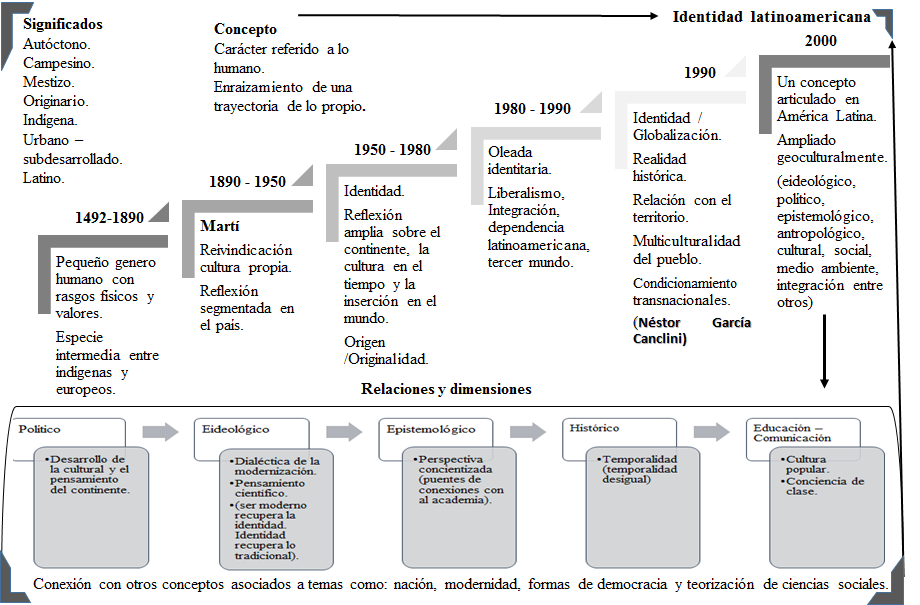 Significados
Autóctono.
Campesino.
Mestizo.
Originario.
Indígena.
Urbano –
subdesarrollado.
Latino.
Concepto
Carácter referido a lo
humano.
Enraizamiento de una
trayectoria de lo propio.
Identidad latinoamericana
1492-1890
Pequeño genero
humano con
rasgos físicos y
valores.
Especie
intermedia entre
indígenas y
europeos.
1890 - 1950
Martí
Reivindicación
cultura propia.
Reflexión
segmentada en
el país.
1950 - 1980
Identidad.
Reflexión
amplia sobre el
continente, la
cultura en el
tiempo y la
inserción en el
mundo.
Origen
/Originalidad.
1980 - 1990
Oleada
identitaria.
Liberalismo,
Integración,
dependencia
latinoamericana,
tercer mundo.
1990
Identidad /
Globalización.
Realidad
histórica.
Relación con el
territorio.
Multiculturalidad
del pueblo.
Condicionamiento
transnacionales.
(Néstor García
Canclini)
2000
Un concepto
articulado en
América Latina.
Ampliado
geoculturalmente.
(eideológico,
político,
epistemológico,
antropológico,
cultural, social,
medio ambiente,
integración entre
otros)
Relaciones y dimensiones
Político
•Desarrollo de
la cultural y el
pensamiento
del continente.
Eideológico
•Dialéctica de la
modernización.
•Pensamiento
científico.
•(ser moderno
recupera la
identidad.
Identidad
recupera lo
tradicional).
Epistemológico
•Perspectiva
concientizada
(puentes de
conexiones con
al academia).
Histórico
•Temporalidad
(temporalidad
desigual)
Educación –
Comunicación
•Cultura
popular.
•Conciencia de
clase.
Conexión con otros conceptos asociados a temas como: nación, modernidad, formas de democracia y teorización de ciencias sociales.